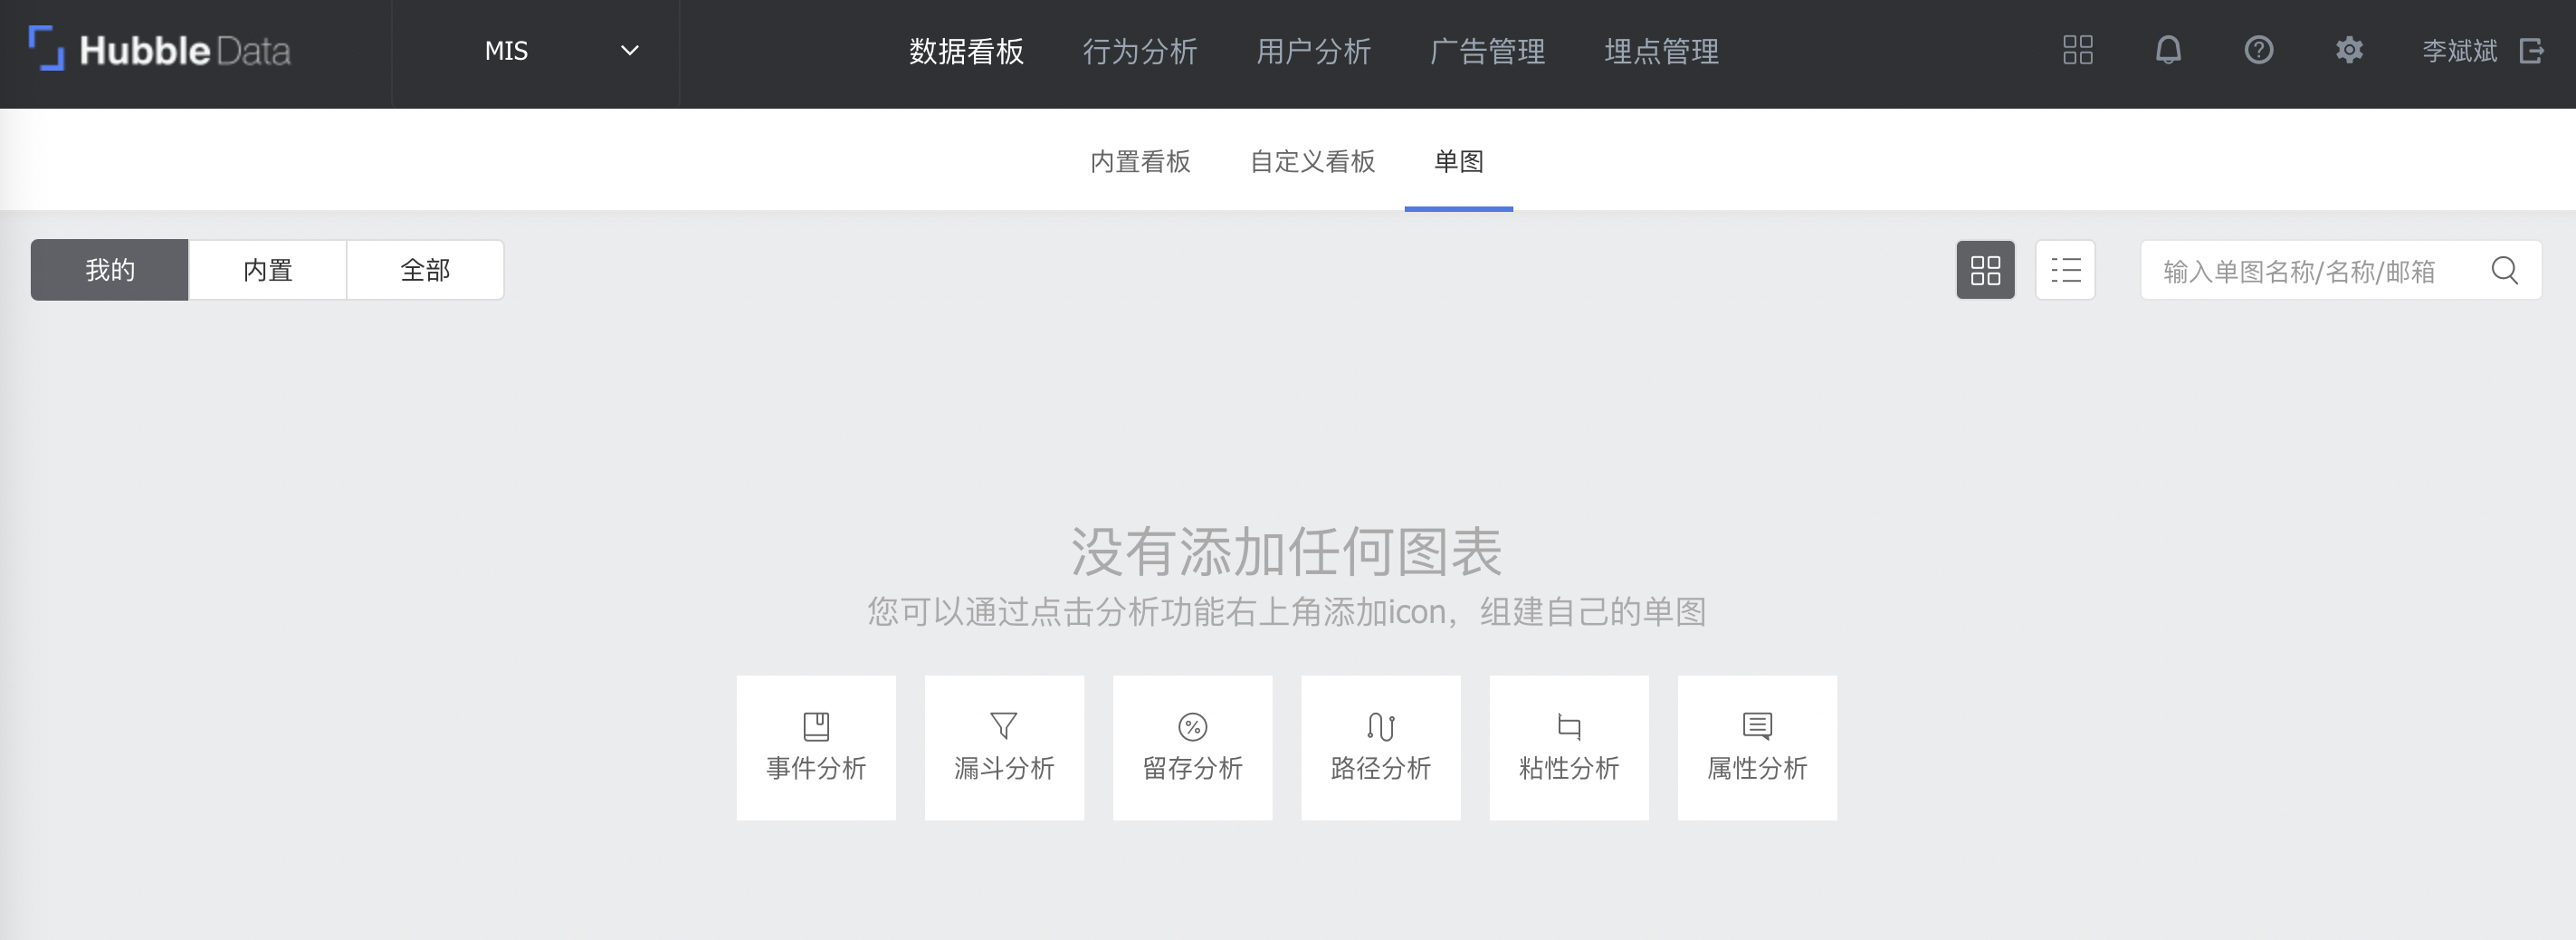 Hubble Data
MIS
数据看板 行为分析 用户分析 广告管理 埋点管理
李斌斌
内置看板 自定义看板 单图
我的 内置 全部
输入单图名称/名称/邮箱
没有添加任何图表
您可以通过点击分析功能右上角添加icon，组建自己的单图
事件分析 漏斗分析 留存分析 路径分析 粘性分析 属性分析